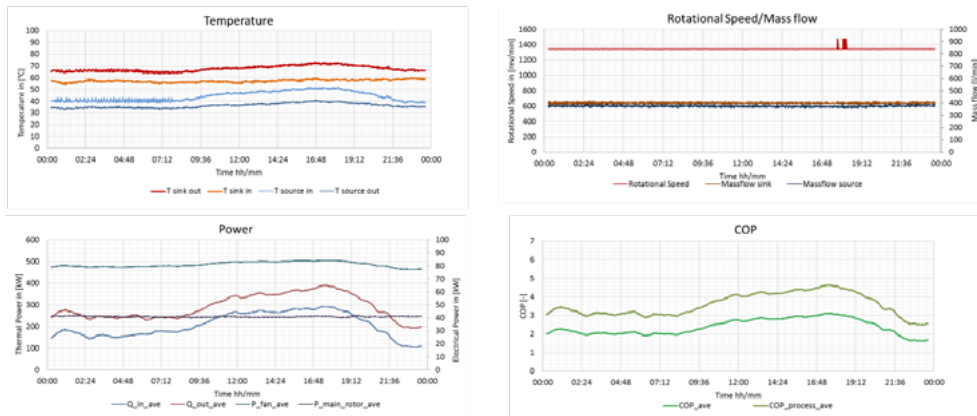 Temperature
Temperature in [°C]
100
90
80
70
60
50
40
30
20
10
0
00:00 02:24 04:48 07:12 09:36 12:00 14:24 16:48 19:12 21:36 00:00
Time hh/mm
T sink out T sink in T source in T source out
Rotational Speed/Mass flow
Rotational Speed in [rev/min]
1600
1400
1200
1000
800
600
400
200
0
1000
900
800
700
600
500
400
300
200
100
0
Mass flow [l/min]
00:00 02:24 04:48 07:12 09:36 12:00 14:24 16:48 19:12 21:36 00:00
Time hh/mm
Rotational Speed Massflow sink Massflow source
Power
Thermal Power in [kW]
600
500
400
300
200
100
0
100
90
80
70
60
50
40
30
20
10
0
Electrical Power in [kW]
00:00 02:24 04:48 07:12 09:36 12:00 14:24 16:48 19:12 21:36 00:00
Time hh/mm
Q_in_ave Q_out_ave P_fan_ave P_main_rotor_ave
COP
COP [-]
7
6
5
4
3
2
1
0
00:00 02:24 04:48 07:12 09:36 12:00 14:24 16:48 19:12 21:36 00:00
Time hh/mm
COP_ave COP_process_ave